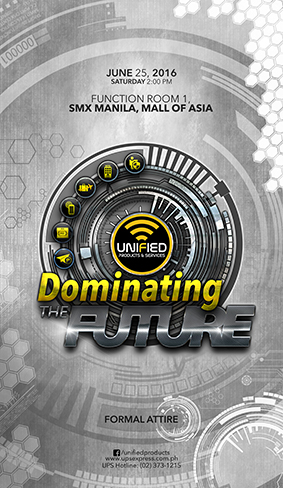 JUNE 25, 2016
SATURDAY 2:00 PM
FUNCTION ROOM 1,
SMX MANILA, MALL OF ASIA
UNIFIED
PRODUCTS & SERVICES
Dominating
THE FUTURE
FORMAL ATTIRE
/unifiedproducts
www.upsexpress.com.ph
UPS Hotline: (02) 373-1215